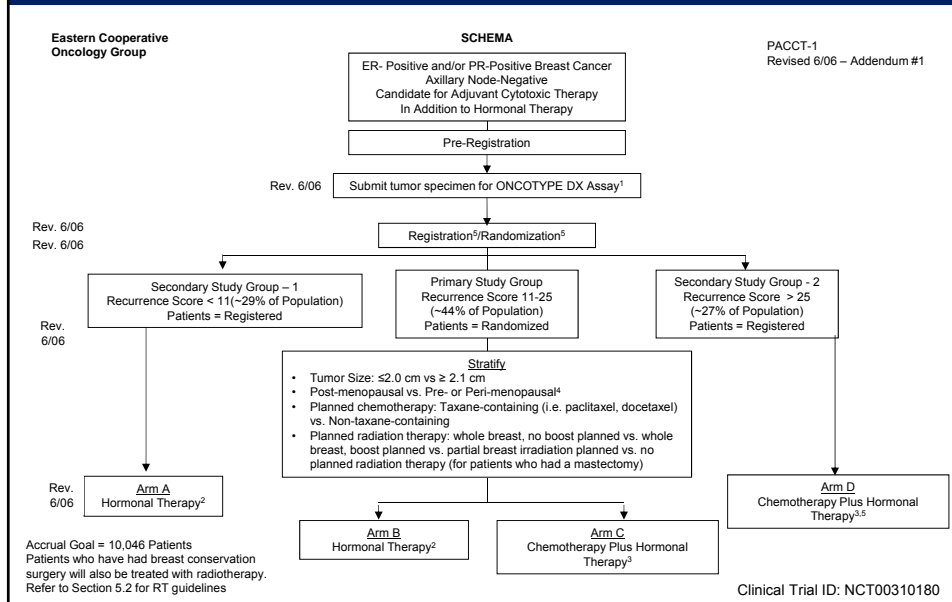 Eastern Cooperative
Oncology Group
SCHEMA
PACCT-1
Revised 6/06 – Addendum #1
ER- Positive and/or PR-Positive Breast Cancer
Axillary Node-Negative
Candidate for Adjuvant Cytotoxic Therapy
In Addition to Hormonal Therapy
Pre-Registration
Rev. 6/06
Submit tumor specimen for ONCOTYPE DX Assay¹
Rev. 6/06
Rev. 6/06
Registration⁵/Randomization⁵
Secondary Study Group – 1
Recurrence Score < 11(~29% of Population)
Patients = Registered
Primary Study Group
Recurrence Score 11-25
(~44% of Population)
Patients = Randomized
Secondary Study Group - 2
Recurrence Score > 25
(~27% of Population)
Patients = Registered
Rev.
6/06
Stratify
• Tumor Size: ≤2.0 cm vs ≥ 2.1 cm
• Post-menopausal vs. Pre- or Peri-menopausal⁴
• Planned chemotherapy: Taxane-containing (i.e. paclitaxel, docetaxel)
vs. Non-taxane-containing
• Planned radiation therapy: whole breast, no boost planned vs. whole
breast, boost planned vs. partial breast irradiation planned vs. no
planned radiation therapy (for patients who had a mastectomy)
Rev.
6/06
Arm A
Hormonal Therapy²
Arm B
Hormonal Therapy²
Arm C
Chemotherapy Plus Hormonal
Therapy³
Arm D
Chemotherapy Plus Hormonal
Therapy³,⁵
Accrual Goal = 10,046 Patients
Patients who have had breast conservation
surgery will also be treated with radiotherapy.
Refer to Section 5.2 for RT guidelines
Clinical Trial ID: NCT00310180